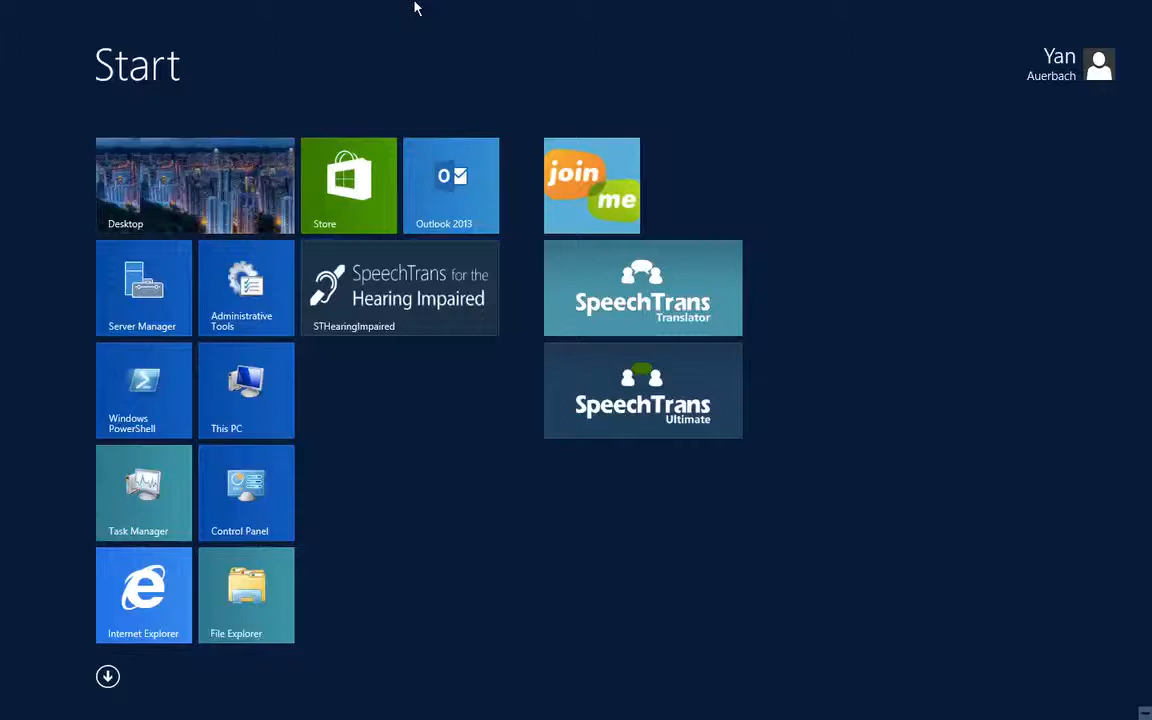 Start
Yan
Auerbach
Desktop
Store
Outlook 2013
join
me
Server Manager
Administrative
Tools
SpeechTrans for the
Hearing Impaired
STHearingImpaired
SpeechTrans
Translator
Windows
PowerShell
This PC
SpeechTrans
Ultimate
Task Manager
Control Panel
Internet Explorer
File Explorer